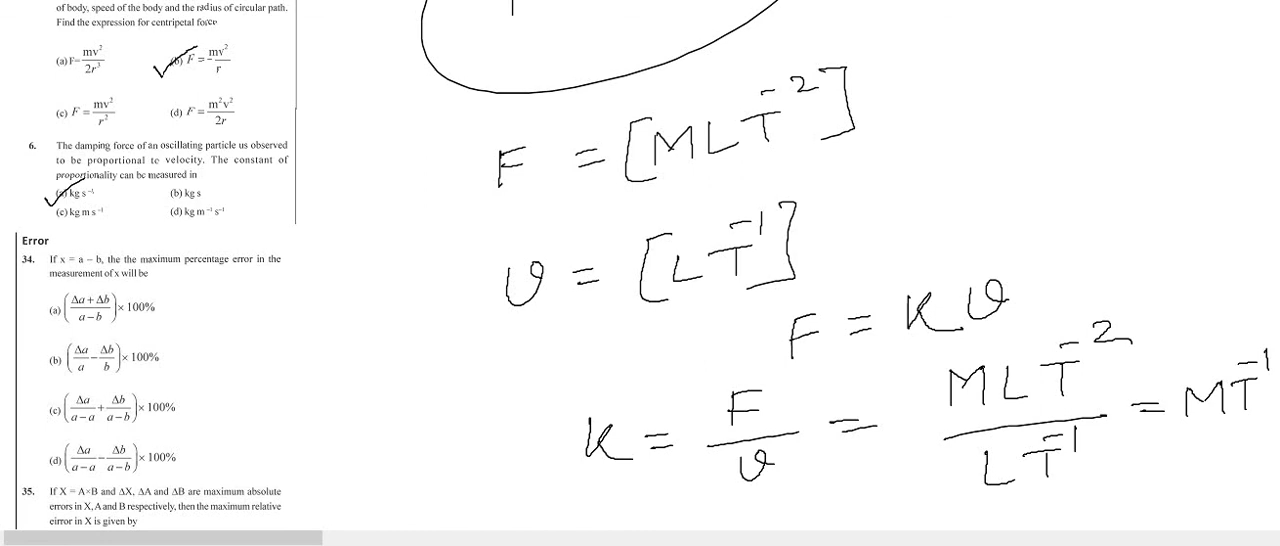 of body, speed of the body and the radius of circular path.
Find the expression for centripetal force
(a) F= mv²/2r³ (b) F = - mv²/r
(c) F = mv²/r² (d) F = m²v²/2r
6. The damping force of an oscillating particle us observed
to be proportional te velocity. The constant of
proportionality can be measured in
(a) kg s⁻¹ (b) kg s
(c) kg m s⁻¹ (d) kg m⁻¹ s⁻¹
Error
34. If x = a – b, the the maximum percentage error in the
measurement of x will be
(a) (Δa + Δb / a – b) × 100%
(b) (Δa/a – Δb/b) × 100%
(c) (Δa/a – a + Δb/a – b) × 100%
(d) (Δa/a – a – Δb/a – b) × 100%
35. If X = A×B and ΔX, ΔA and ΔB are maximum absolute
errors in X, A and B respectively, then the maximum relative
eirror in X is given by
F = [MLT⁻²]
v = [LT⁻¹]
F = Kv
K = F/v = MLT⁻²/LT⁻¹ = MT⁻¹